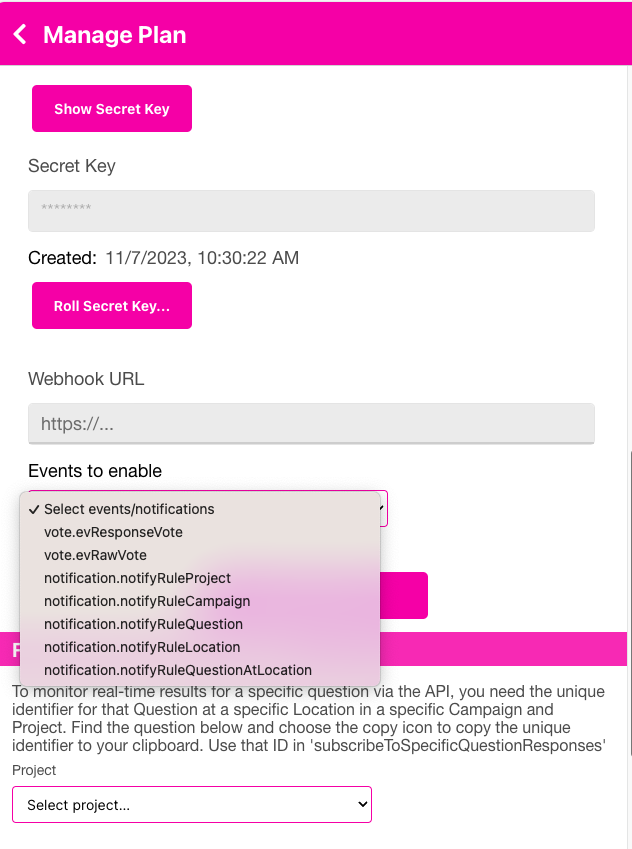 Manage Plan
Show Secret Key
Secret Key
********
Created: 11/7/2023, 10:30:22 AM
Roll Secret Key...
Webhook URL
https://...
Events to enable
✓ Select events/notifications
vote.evResponseVote
vote.evRawVote
notification.notifyRuleProject
notification.notifyRuleCampaign
notification.notifyRuleQuestion
notification.notifyRuleLocation
notification.notifyRuleQuestionAtLocation
To monitor real-time results for a specific question via the API, you need the unique
identifier for that Question at a specific Location in a specific Campaign and
Project. Find the question below and choose the copy icon to copy the unique
identifier to your clipboard. Use that ID in 'subscribeToSpecificQuestionResponses'
Project
Select project...